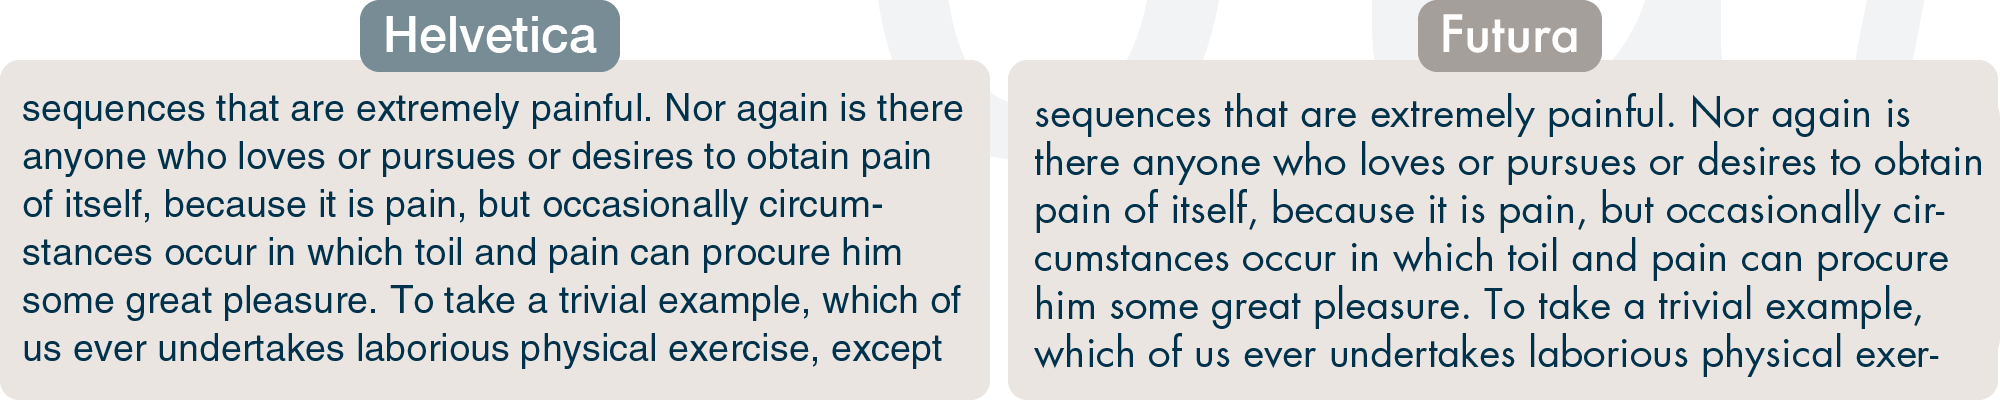 Helvetica
sequences that are extremely painful. Nor again is there
anyone who loves or pursues or desires to obtain pain
of itself, because it is pain, but occasionally circum-
stances occur in which toil and pain can procure him
some great pleasure. To take a trivial example, which of
us ever undertakes laborious physical exercise, except
Futura
sequences that are extremely painful. Nor again is
there anyone who loves or pursues or desires to obtain
pain of itself, because it is pain, but occasionally cir-
cumstances occur in which toil and pain can procure
him some great pleasure. To take a trivial example,
which of us ever undertakes laborious physical exer-